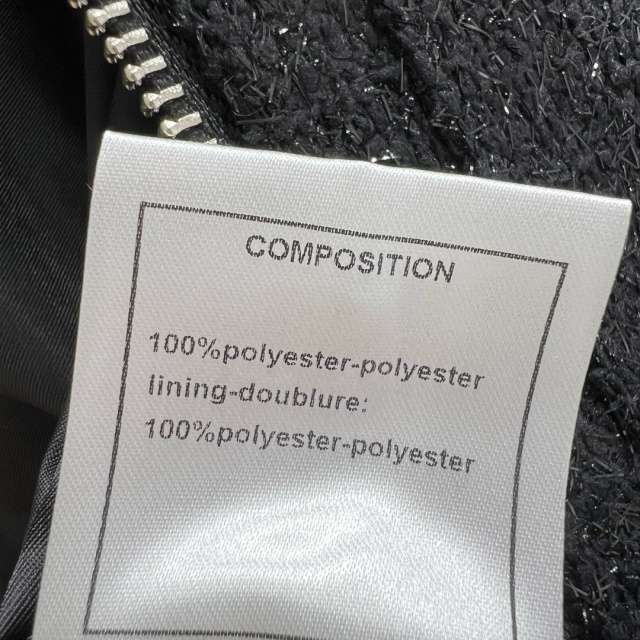 COMPOSITION
100%polyester-polyester
lining-doublure:
100%polyester-polyester